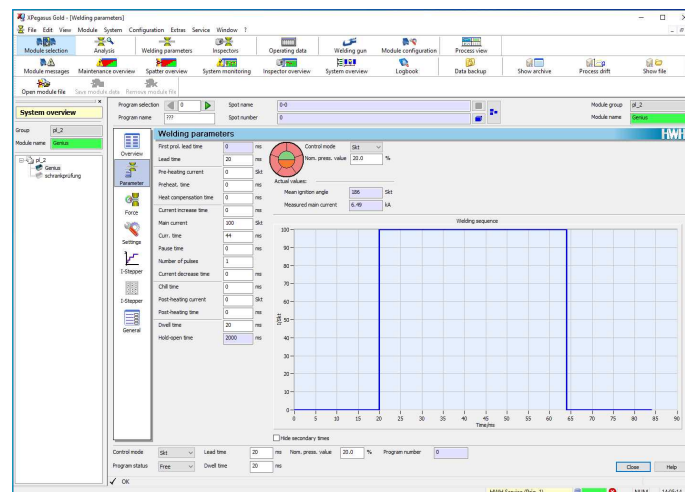 XPegasus Gold - [Welding parameters]
File Edit View Module System Configuration Extras Service Window ?
Module selection Analysis Welding parameters Inspectors Operating data Welding gun Module configuration Process view
Module messages Maintenance overview Spatter overview System monitoring Inspector overview System overview Logbook Data backup Show archive Process drift Show file
Open module file Save module data Remove module file
System overview
Group pl_2
Module name Genius
pl_2
Genius
schrankprüfung
Program selection 0 Spot name 0-0 Module group pl_2
Program name ??? Spot number 0 Module name Genius
Welding parameters HWH
Overview
Parameter
Force
Settings
I-Stepper
I-Stepper
General
First prol. lead time 0 ms
Lead time 20 ms
Pre-heating current 0 Skt
Preheat. time 0 ms
Heat compensation time 0 ms
Current increase time 0 ms
Main current 100 Skt
Curr. time 44 ms
Pause time 0 ms
Number of pulses 1
Current decrease time 0 ms
Chill time 0 ms
Post-heating current 0 Skt
Post-heating time 0 ms
Dwell time 20 ms
Hold-open time 2000 ms
Control mode Skt
Nom. press. value 20.0 %
Actual values:
Mean ignition angle 186 Skt
Measured main current 6.49 kA
Welding sequence
100
90
80
70
60
50
40
30
20
10
0
I/Skt
0 5 10 15 20 25 30 35 40 45 50 55 60 65 70 75 80 85 90
Time/ms
Hide secondary times
Control mode Skt Lead time 20 ms Nom. press. value 20.0 % Program number 0
Program status Free Dwell time 20 ms
Close Help
OK
NUM 14:05:14